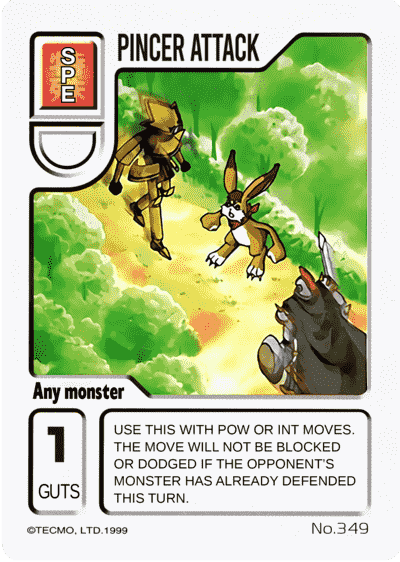 SPE
PINCER ATTACK
D
Any monster
1
GUTS
USE THIS WITH POW OR INT MOVES.
THE MOVE WILL NOT BE BLOCKED
OR DODGED IF THE OPPONENT'S
MONSTER HAS ALREADY DEFENDED
THIS TURN.
©TECMO, LTD.1999
No.349